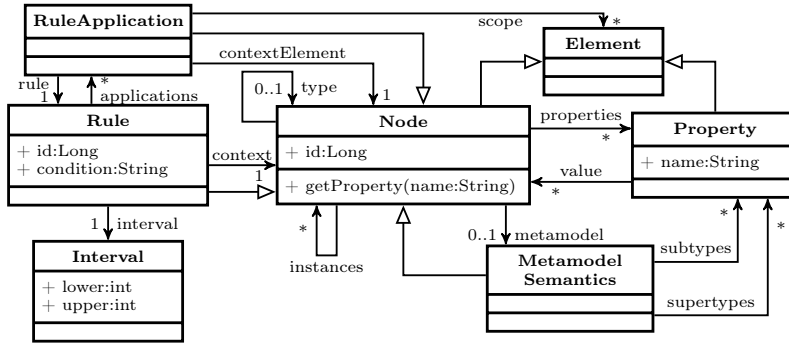 RuleApplication
scope
*
Element
contextElement
rule
1
*
applications
0..1
type
1
Rule
+ id:Long
+ condition:String
context
1
Node
+ id:Long
+ getProperty(name:String)
properties
*
value
*
Property
+ name:String
1
interval
*
instances
0..1
metamodel
*
*
Interval
+ lower:int
+ upper:int
Metamodel
Semantics
subtypes
supertypes